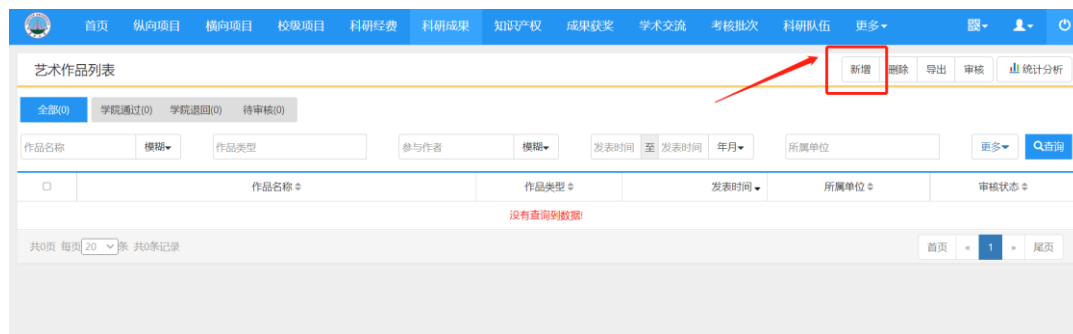 首页 纵向项目 横向项目 校级项目 科研经费 科研成果 知识产权 成果获奖 学术交流 考核批次 科研队伍 更多
艺术作品列表 新增 删除 导出 审核 统计分析
全部(0) 学院通过(0) 学院退回(0) 待审核(0)
作品名称 模糊 作品类型 参与作者 模糊 发表时间 至 发表时间 年月 所属单位 更多 查询
作品名称 作品类型 发表时间 所属单位 审核状态
没有查询到数据!
共0页 每页 20 条 共0条记录 首页 « 1 » 尾页